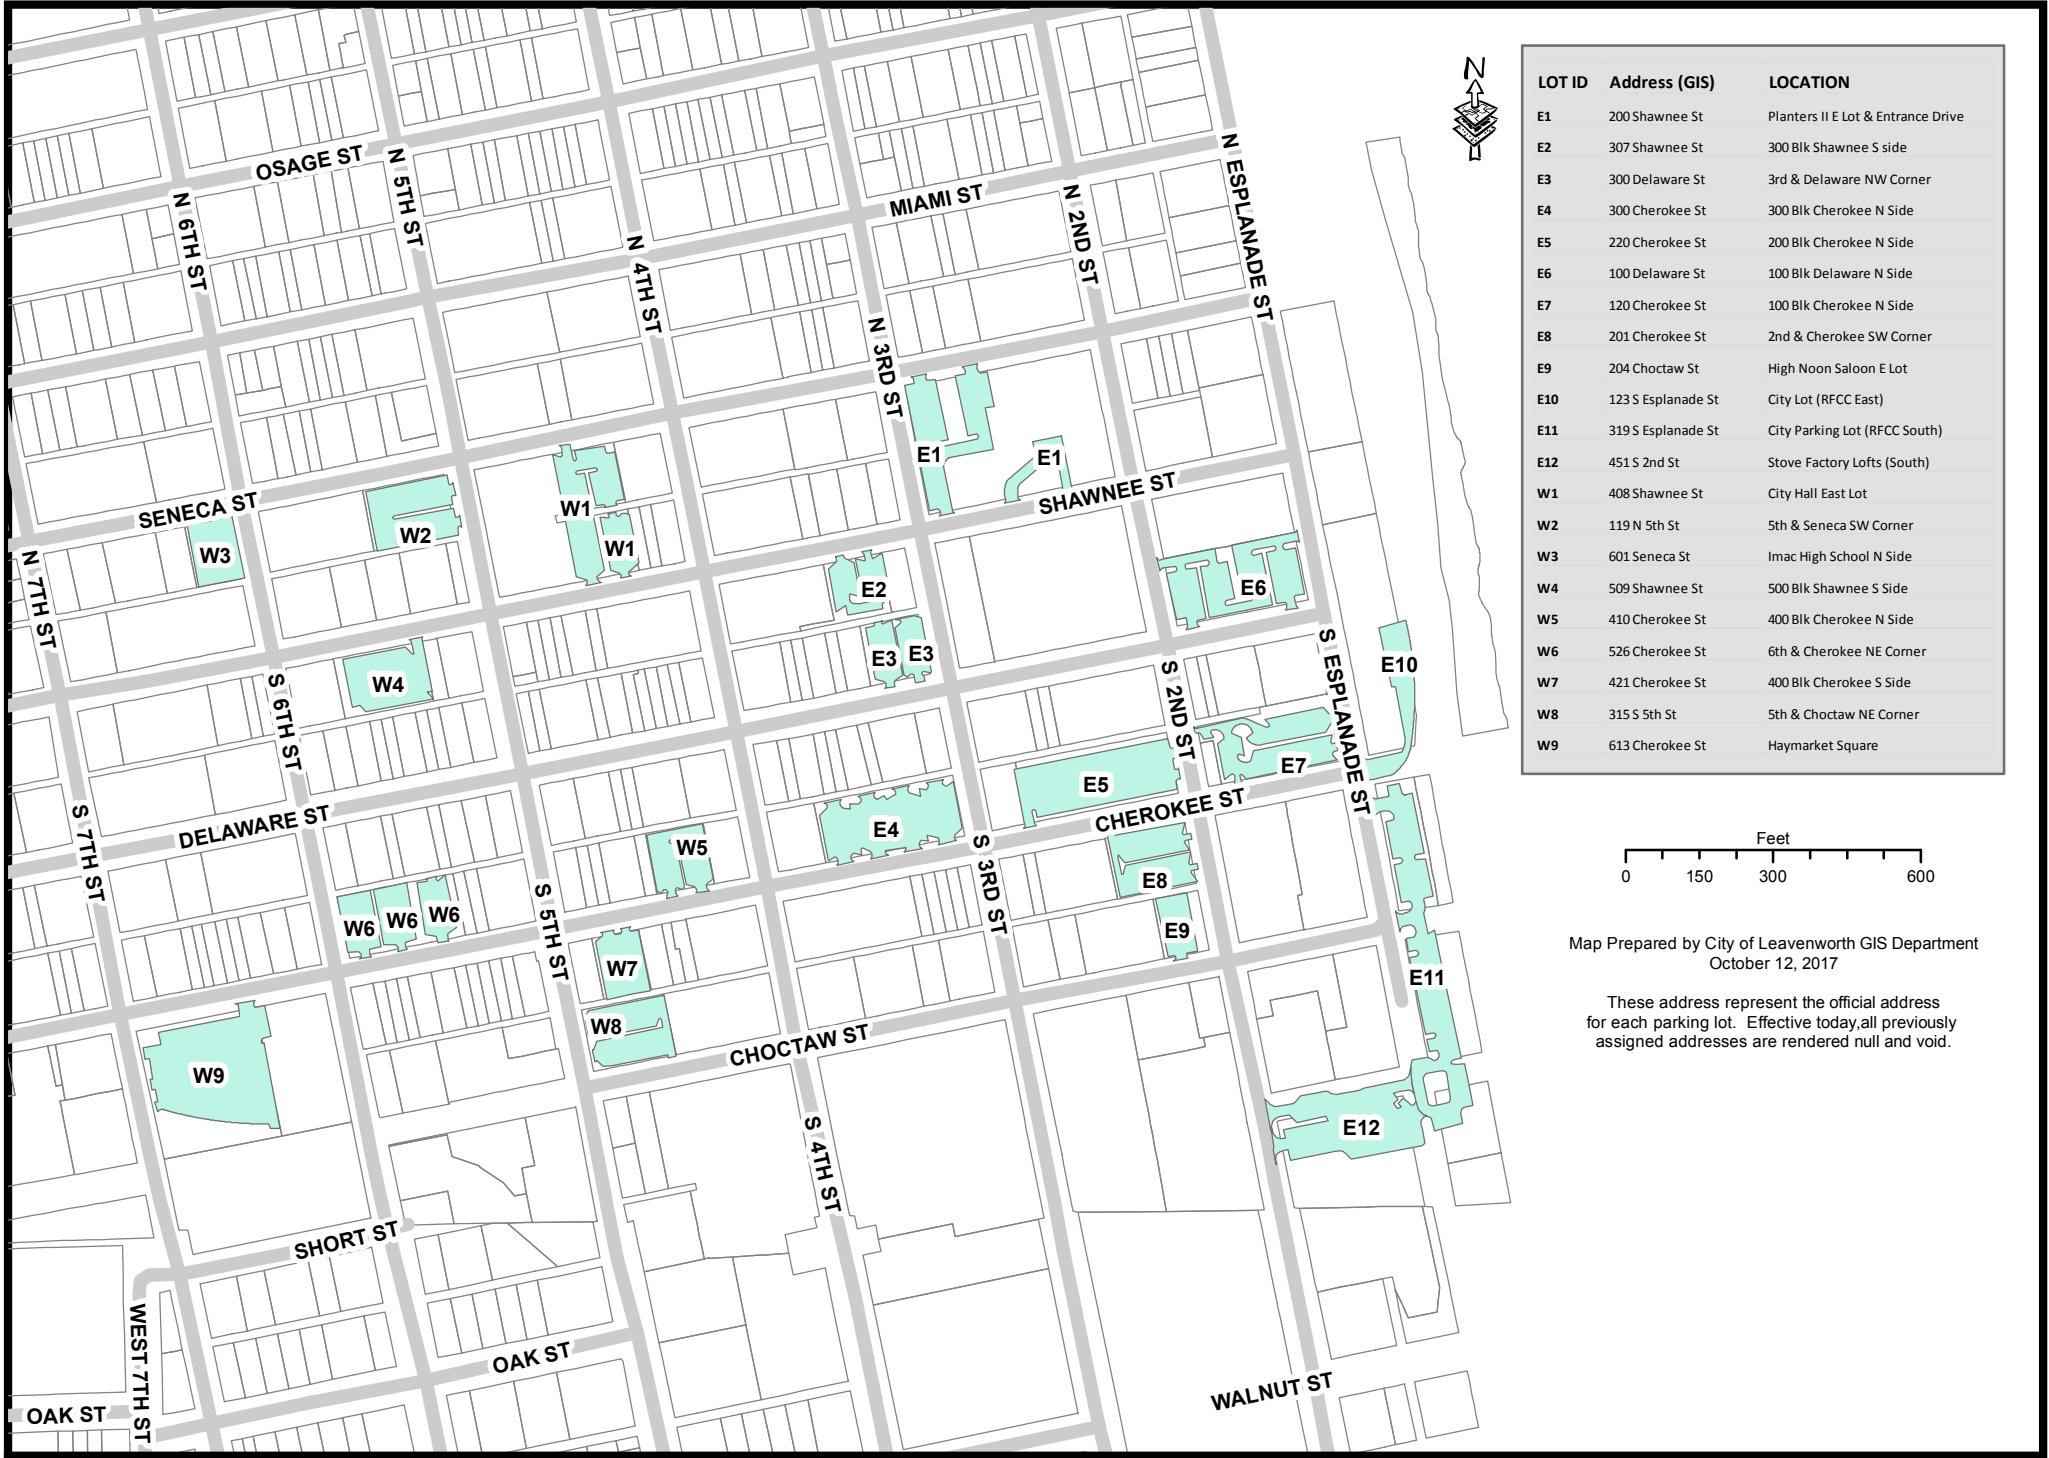 N
LOT ID Address (GIS) LOCATION
E1 200 Shawnee St Planters II E Lot & Entrance Drive
E2 307 Shawnee St 300 Blk Shawnee S side
E3 300 Delaware St 3rd & Delaware NW Corner
E4 300 Cherokee St 300 Blk Cherokee N Side
E5 220 Cherokee St 200 Blk Cherokee N Side
E6 100 Delaware St 100 Blk Delaware N Side
E7 120 Cherokee St 100 Blk Cherokee N Side
E8 201 Cherokee St 2nd & Cherokee SW Corner
E9 204 Choctaw St High Noon Saloon E Lot
E10 123 S Esplanade St City Lot (RFCC East)
E11 319 S Esplanade St City Parking Lot (RFCC South)
E12 451 S 2nd St Stove Factory Lofts (South)
W1 408 Shawnee St City Hall East Lot
W2 119 N 5th St 5th & Seneca SW Corner
W3 601 Seneca St Imac High School N Side
W4 509 Shawnee St 500 Blk Shawnee S Side
W5 410 Cherokee St 400 Blk Cherokee N Side
W6 526 Cherokee St 6th & Cherokee NE Corner
W7 421 Cherokee St 400 Blk Cherokee S Side
W8 315 S 5th St 5th & Choctaw NE Corner
W9 613 Cherokee St Haymarket Square
Feet
0 150 300 600
Map Prepared by City of Leavenworth GIS Department
October 12, 2017
These address represent the official address
for each parking lot. Effective today,all previously
assigned addresses are rendered null and void.
OSAGE ST
N 5TH ST
N 6TH ST
MIAMI ST
N 2ND ST
N ESPLANADE ST
N 4TH ST
N 3RD ST
E1
E1
SHAWNEE ST
SENECA ST
W1
W1
W2
W3
N 7TH ST
E2
E3
E3
E6
W4
S 6TH ST
S 2ND ST
S ESPLANADE ST
E10
E7
E5
CHEROKEE ST
E4
DELAWARE ST
S 7TH ST
W5
S 3RD ST
E8
E9
W6
W6
W6
S 5TH ST
W7
W8
E11
CHOCTAW ST
W9
S 4TH ST
E12
SHORT ST
WEST 7TH ST
OAK ST
OAK ST
WALNUT ST